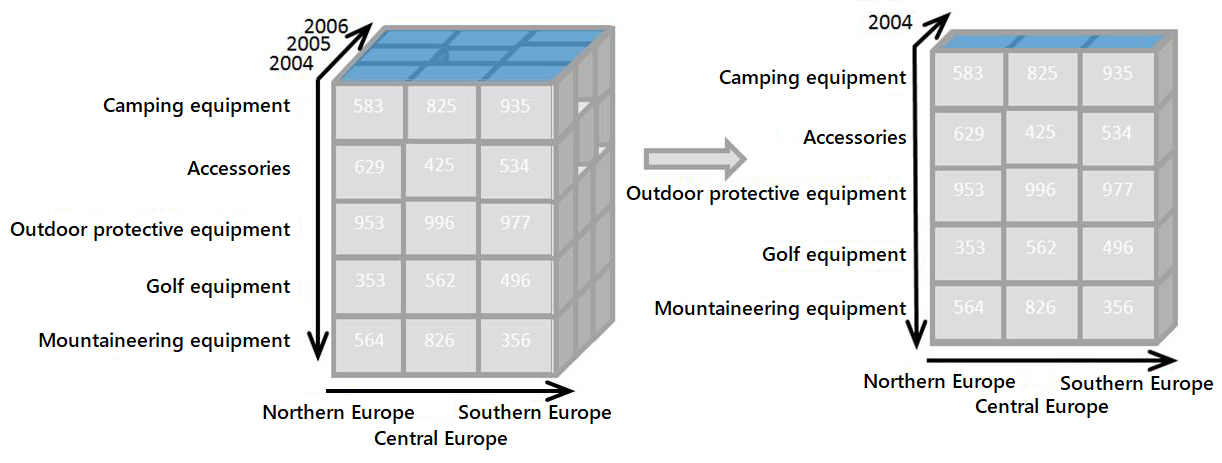 2006
2005
2004
Camping equipment
583 825 935
Accessories
629 425 534
Outdoor protective equipment
953 996 977
Golf equipment
353 562 496
Mountaineering equipment
564 826 356
Northern Europe
Southern Europe
Central Europe
2004
Camping equipment
583 825 935
Accessories
629 425 534
Outdoor protective equipment
953 996 977
Golf equipment
353 562 496
Mountaineering equipment
564 826 356
Northern Europe
Southern Europe
Central Europe